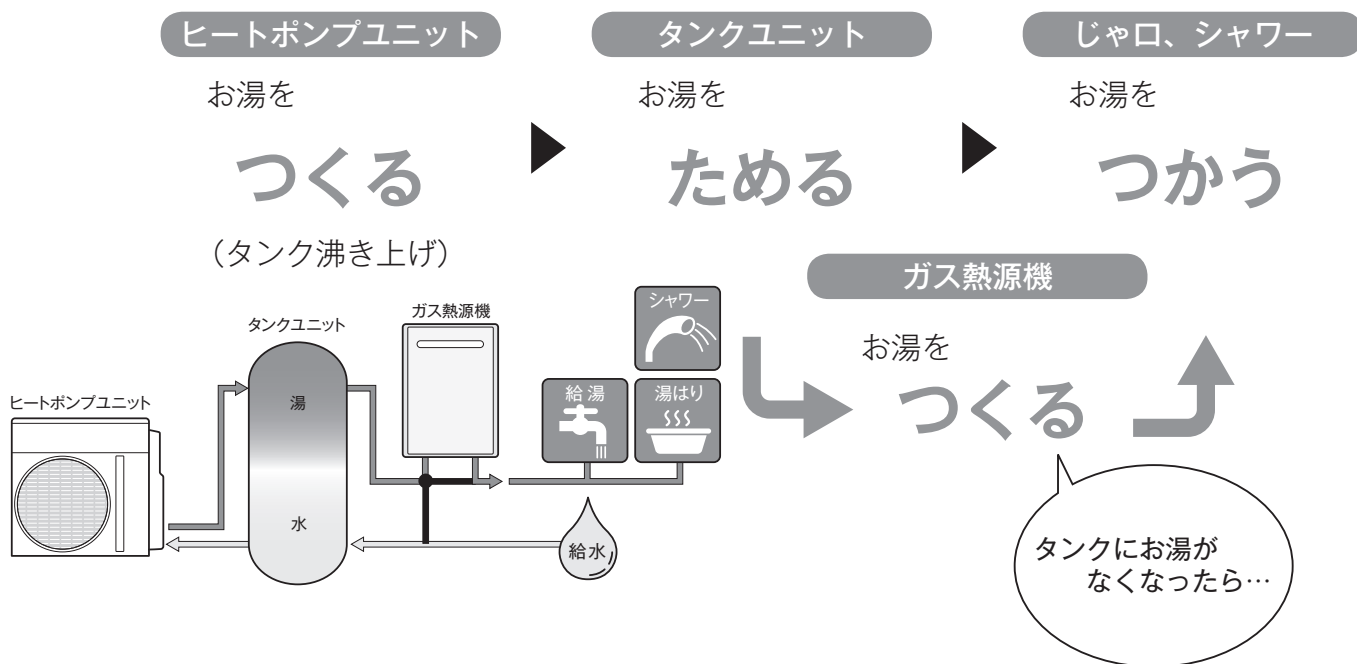 ヒートポンプユニット
お湯を
つくる
（タンク沸き上げ）
タンクユニット
お湯を
ためる
じゃ口、シャワー
お湯を
つかう
ガス熱源機
お湯を
つくる
タンクにお湯が
なくなったら…
ヒートポンプユニット
タンクユニット
湯
水
ガス熱源機
シャワー
給湯
湯はり
給水